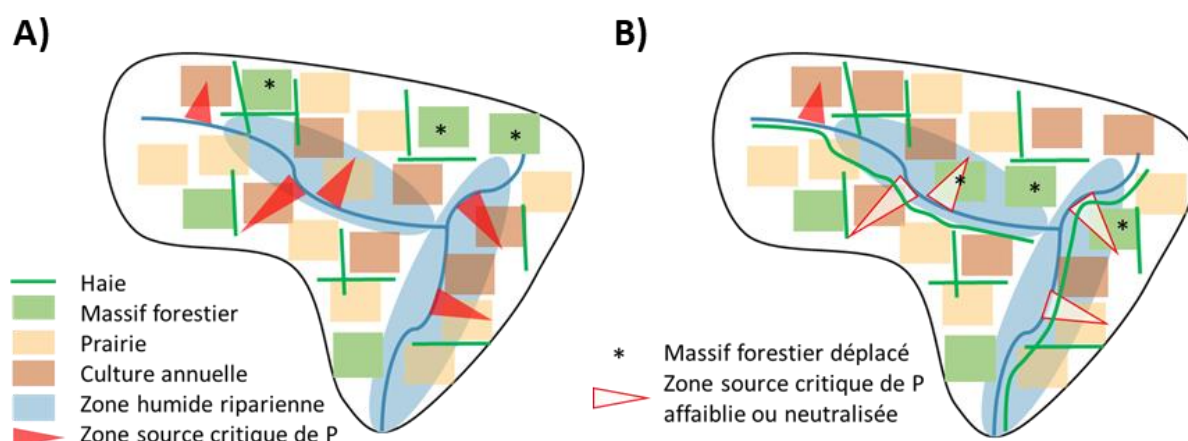 A)
B)
*
*
*
*
*
*
Haie
Massif forestier
Prairie
Culture annuelle
Zone humide riparienne
Zone source critique de P
* Massif forestier déplacé
Zone source critique de P
affaiblie ou neutralisée